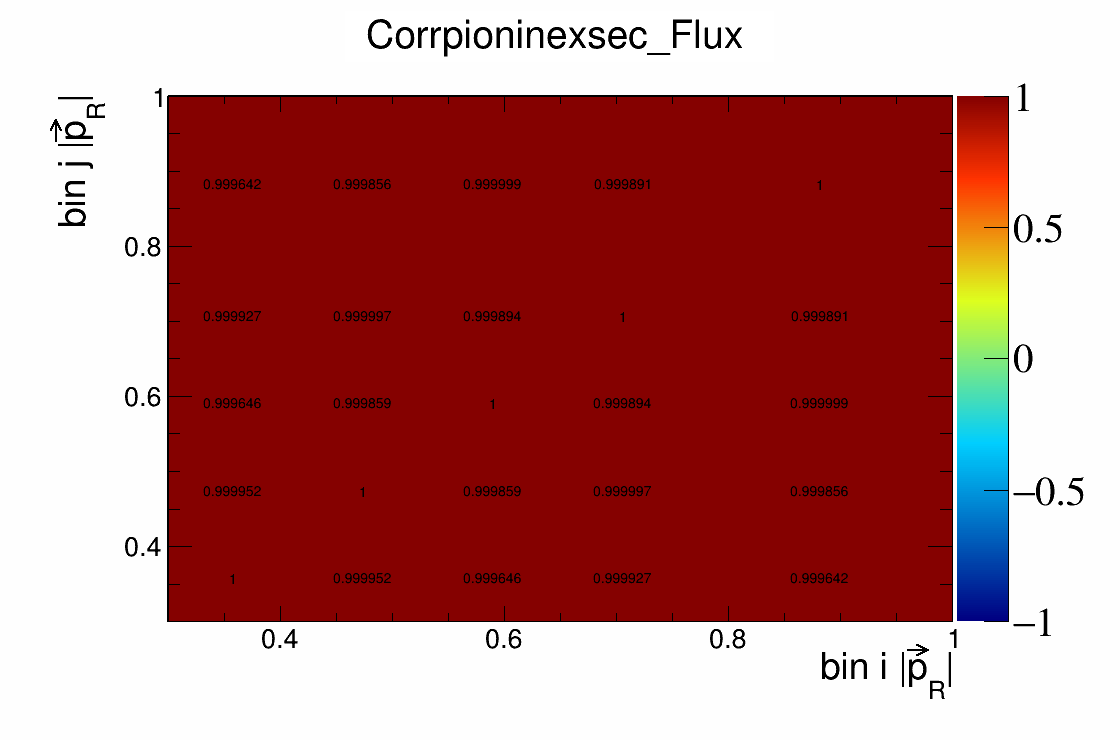 Corrpioninexsec_Flux
bin j |p_R|
1
0.8
0.6
0.4
0.999642 0.999856 0.999999 0.999891 1
0.999927 0.999997 0.999894 1 0.999891
0.999646 0.999859 1 0.999894 0.999999
0.999952 1 0.999859 0.999997 0.999856
1 0.999952 0.999646 0.999927 0.999642
0.4 0.6 0.8 1
bin i |p_R|
1
0.5
0
−0.5
−1